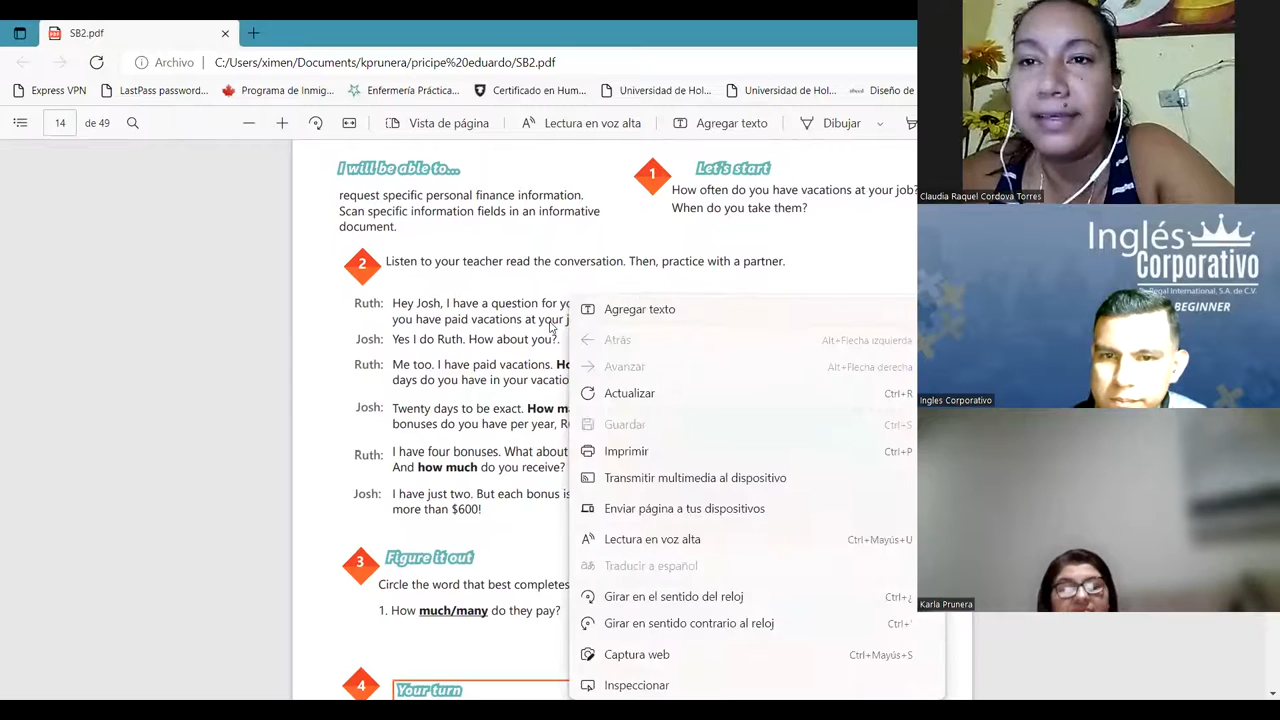 SB2.pdf
Archivo C:/Users/ximen/Documents/kprunera/pricipe%20eduardo/SB2.pdf
Express VPN LastPass password... Programa de Inmig... Enfermería Práctica... Certificado en Hum... Universidad de Hol... Universidad de Hol... Diseño de
14 de 49 Vista de página Lectura en voz alta Agregar texto Dibujar
I will be able to...
request specific personal finance information.
Scan specific information fields in an informative
document.
1 Let's start
How often do you have vacations at your job?
When do you take them?
2 Listen to your teacher read the conversation. Then, practice with a partner.
Ruth: Hey Josh, I have a question for
you have paid vacations at your
Josh: Yes I do Ruth. How about you?.
Ruth: Me too. I have paid vacations.
days do you have in your
Josh: Twenty days to be exact. How
bonuses do you have per year,
Ruth: I have four bonuses. What about
And how much do you receive?
Josh: I have just two. But each bonus is
more than $600!
3 Figure it out
Circle the word that best completes
1. How much/many do they pay?
4 Your turn
Agregar texto
Atrás Alt+Flecha izquierda
Avanzar Alt+Flecha derecha
Actualizar Ctrl+R
Guardar Ctrl+S
Imprimir Ctrl+P
Transmitir multimedia al dispositivo
Enviar página a tus dispositivos
Lectura en voz alta Ctrl+Mayús+U
Traducir a español
Girar en el sentido del reloj Ctrl+¿
Girar en sentido contrario al reloj Ctrl+'
Captura web Ctrl+Mayús+S
Inspeccionar
Claudia Raquel Cordova Torres
Inglés
Corporativo
Regal International, S.A. de C.V.
BEGINNER
Ingles Corporativo
Karla Prunera